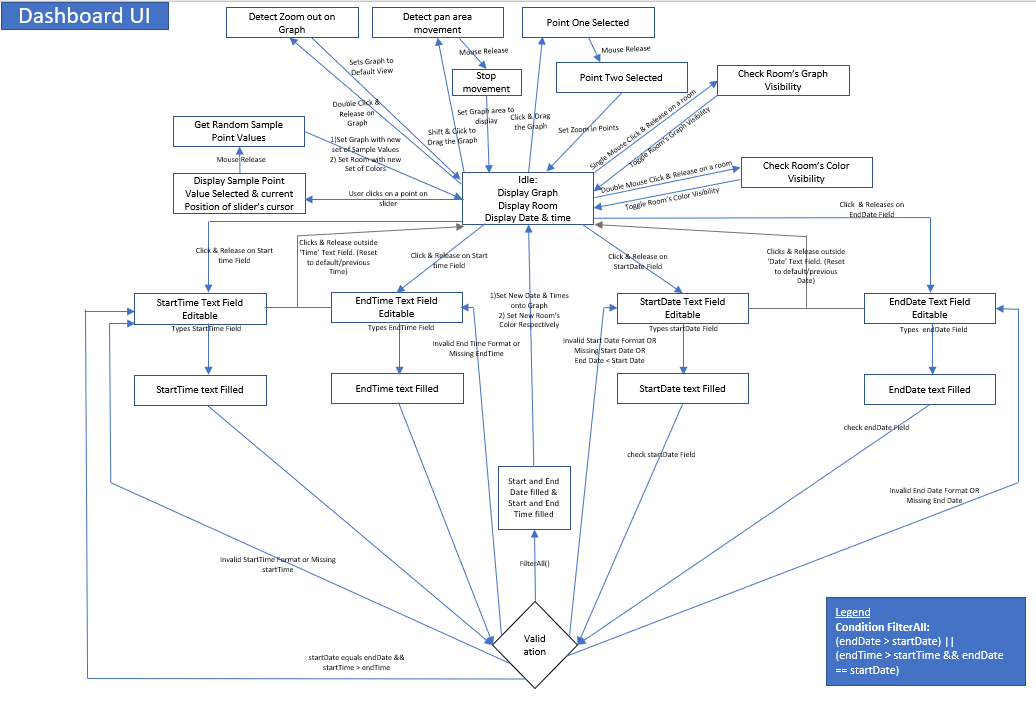 Dashboard UI
Detect Zoom out on
Graph
Detect pan area
movement
Point One Selected
Mouse Release
Mouse Release
Sets Graph to
Default View
Stop
movement
Point Two Selected
Check Room's Graph
Visibility
Double Click &
Release on
Graph
Set Graph area to
display
Click & Drag
the Graph
Shift & Click to
Drag the Graph
Set Zoom in Points
Single Mouse Click & Release on a room
Toggle Room's Graph Visibility
Get Random Sample
Point Values
1)Set Graph with new
set of Sample Values
2) Set Room with new
Set of Colors
Mouse Release
Display Sample Point
Value Selected & current
Position of slider's cursor
User clicks on a point on
slider
Idle:
Display Graph
Display Room
Display Date & time
Double Mouse Click & Release on a room
Toggle Room's Color Visibility
Check Room's Color
Visibility
Click & Releases on
EndDate Field
Click & Release on Start
time Field
Clicks & Release outside
'Time' Text Field. (Reset
to default/previous
Time)
Click & Release on Start
time Field
Click & Release on
StartDate Field
Clicks & Release outside
'Date' Text Field. (Reset
to default/previous
Date)
StartTime Text Field
Editable
EndTime Text Field
Editable
1)Set New Date & Times
onto Graph
2) Set New Room's
Color Respectively
StartDate Text Field
Editable
EndDate Text Field
Editable
Types StartTime Field
Types EndTime Field
Types startDate Field
Types endDate Field
Invalid End Time Format or
Missing EndTime
Invalid Start Date Format OR
Missing Start Date OR
End Date < Start Date
StartTime text Filled
EndTime text Filled
StartDate text Filled
EndDate text Filled
check endDate Field
check startDate Field
Start and End
Date filled &
Start and End
Time filled
Invalid End Date Format OR
Missing End Date
Invalid StartTime Format or Missing
startTime
FilterAll()
Valid
ation
startDate equals endDate &&
startTime > endTime
Legend
Condition FilterAll:
(endDate > startDate) ||
(endTime > startTime && endDate
== startDate)